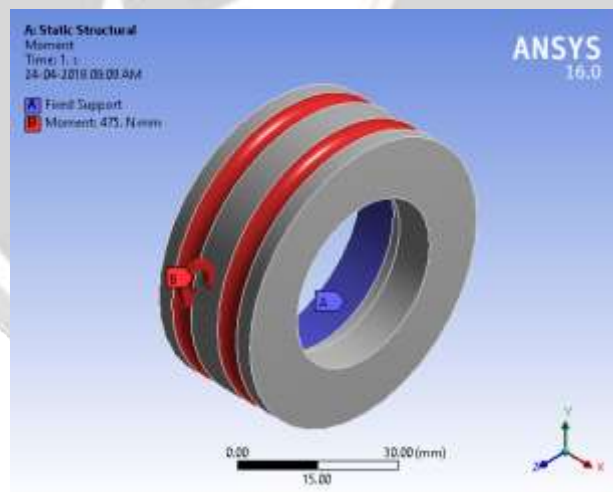 A: Static Structural
Moment
Time: 1. s
24-04-2018 09:09 AM
A Fixed Support
B Moment: 475. N·mm
ANSYS
16.0
B
A
0.00
30.00 (mm)
15.00
Y
Z
X